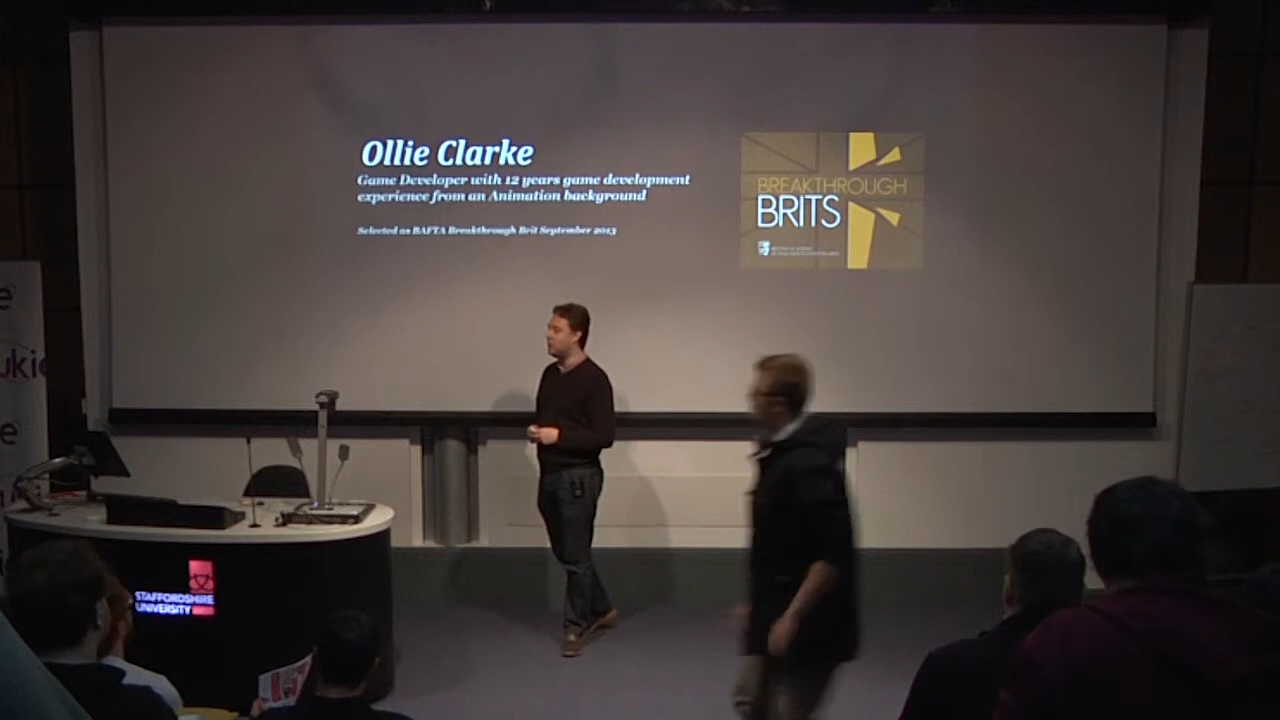 Ollie Clarke
Game Developer with 12 years game development
experience from an Animation background
Selected as BAFTA Breakthrough Brit September 2013
BREAKTHROUGH
BRITS
e
ukie
e
STAFFORDSHIRE
UNIVERSITY